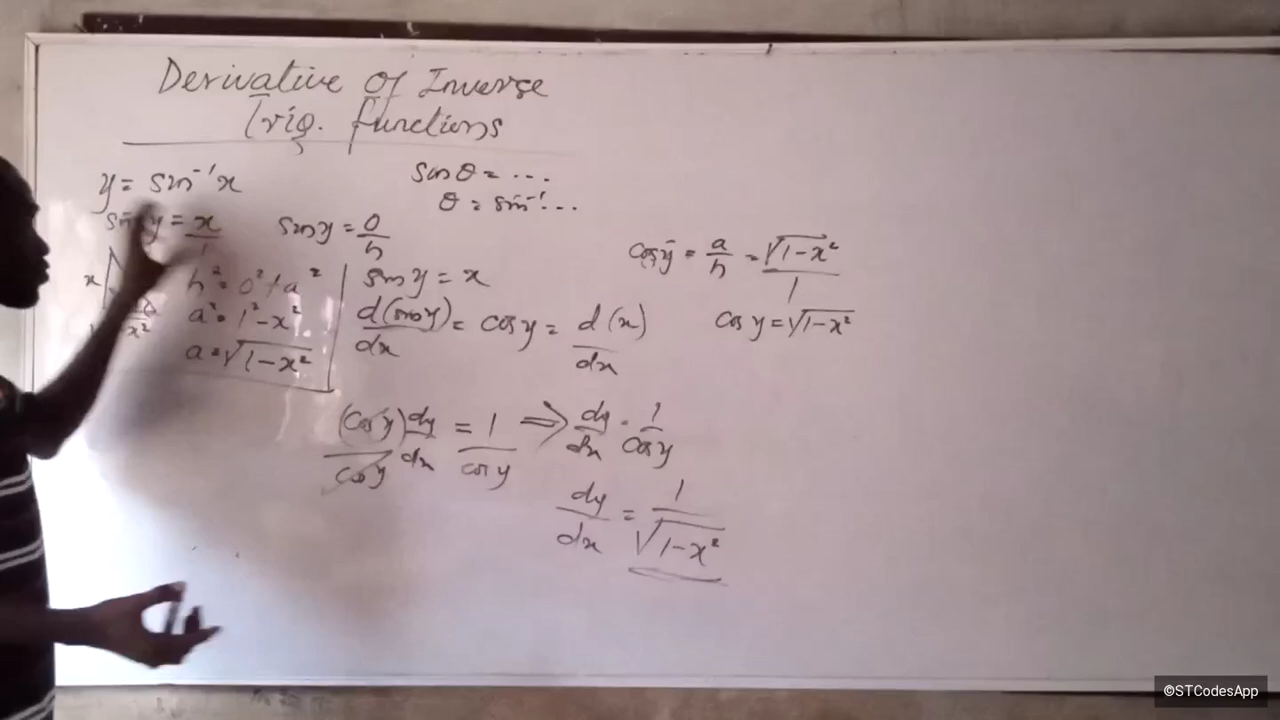 Derivative Of Inverse
Trig. functions
y = sin⁻¹x
sin y = x/1
sin y = o/h
h² = o² + a²
a² = 1² - x²
a = √(1-x²)
x
sin θ = ...
θ = sin⁻¹...
sin y = x
d(sin y)/dx = cos y = d(x)/dx
(cos y)/cos y dy/dx = 1/cos y ⇒ dy/dx = 1/cos y
dy/dx = 1/√(1-x²)
cos y = a/h = √(1-x²)/1
cos y = √(1-x²)
©STCodesApp